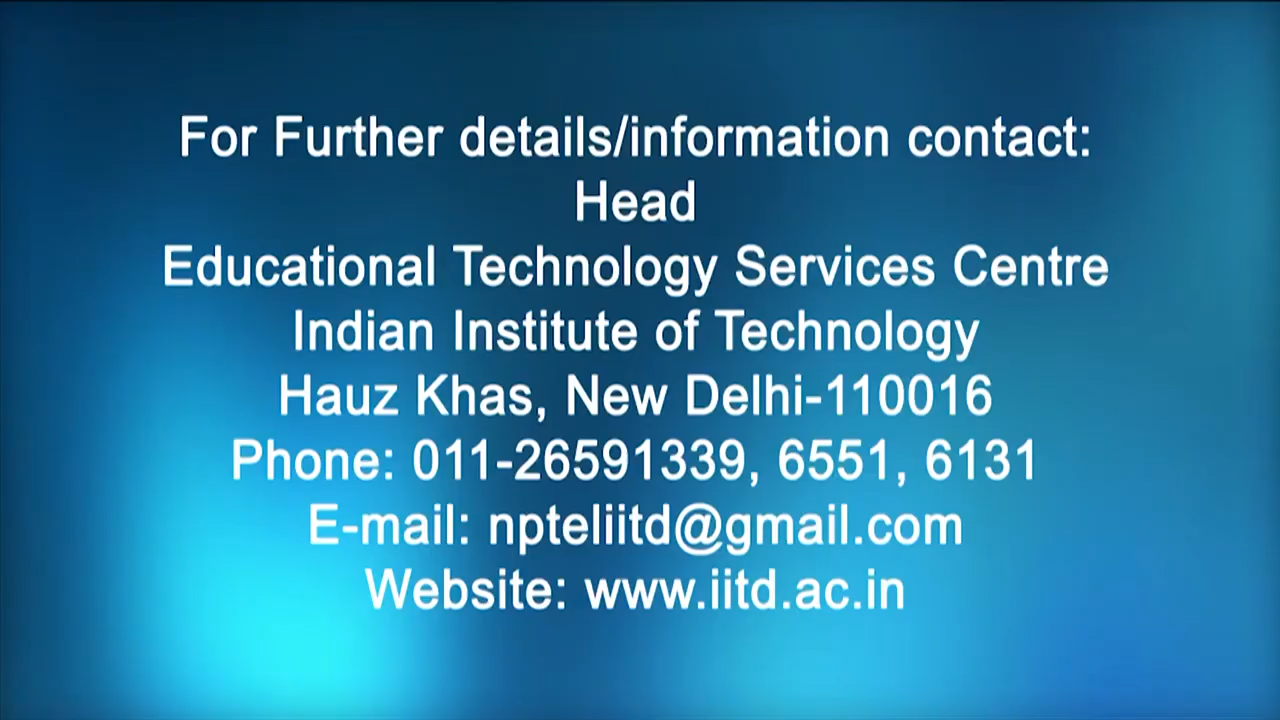 For Further details/information contact:
Head
Educational Technology Services Centre
Indian Institute of Technology
Hauz Khas, New Delhi-110016
Phone: 011-26591339, 6551, 6131
E-mail: npteliitd@gmail.com
Website: www.iitd.ac.in